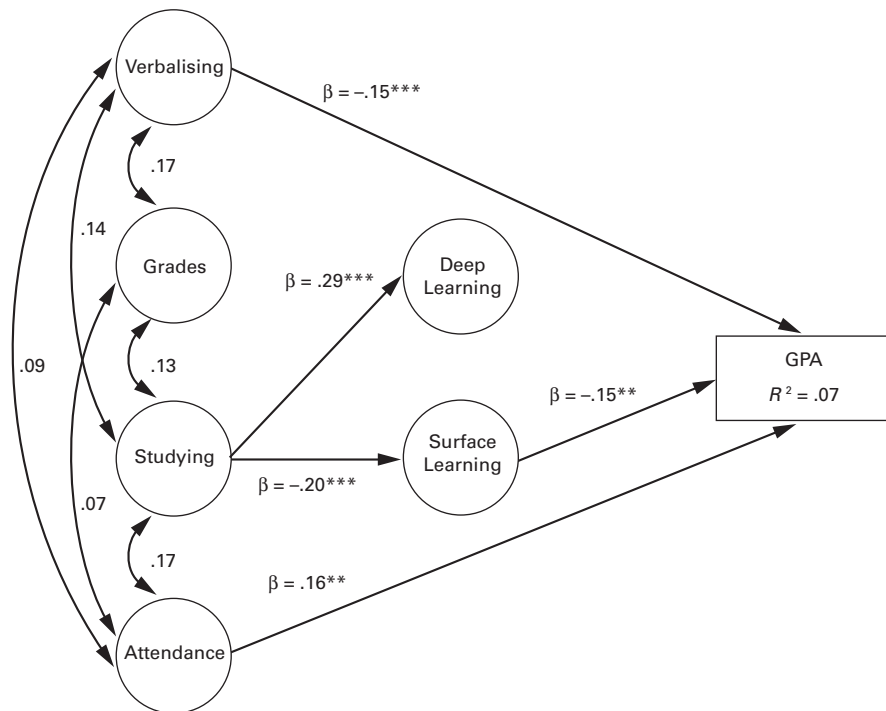 Verbalising
β = –.15***
.17
.14
Grades
Deep
Learning
β = .29***
GPA
R² = .07
.13
.09
β = –.15**
Studying
Surface
Learning
β = –.20***
.07
.17
β = .16**
Attendance